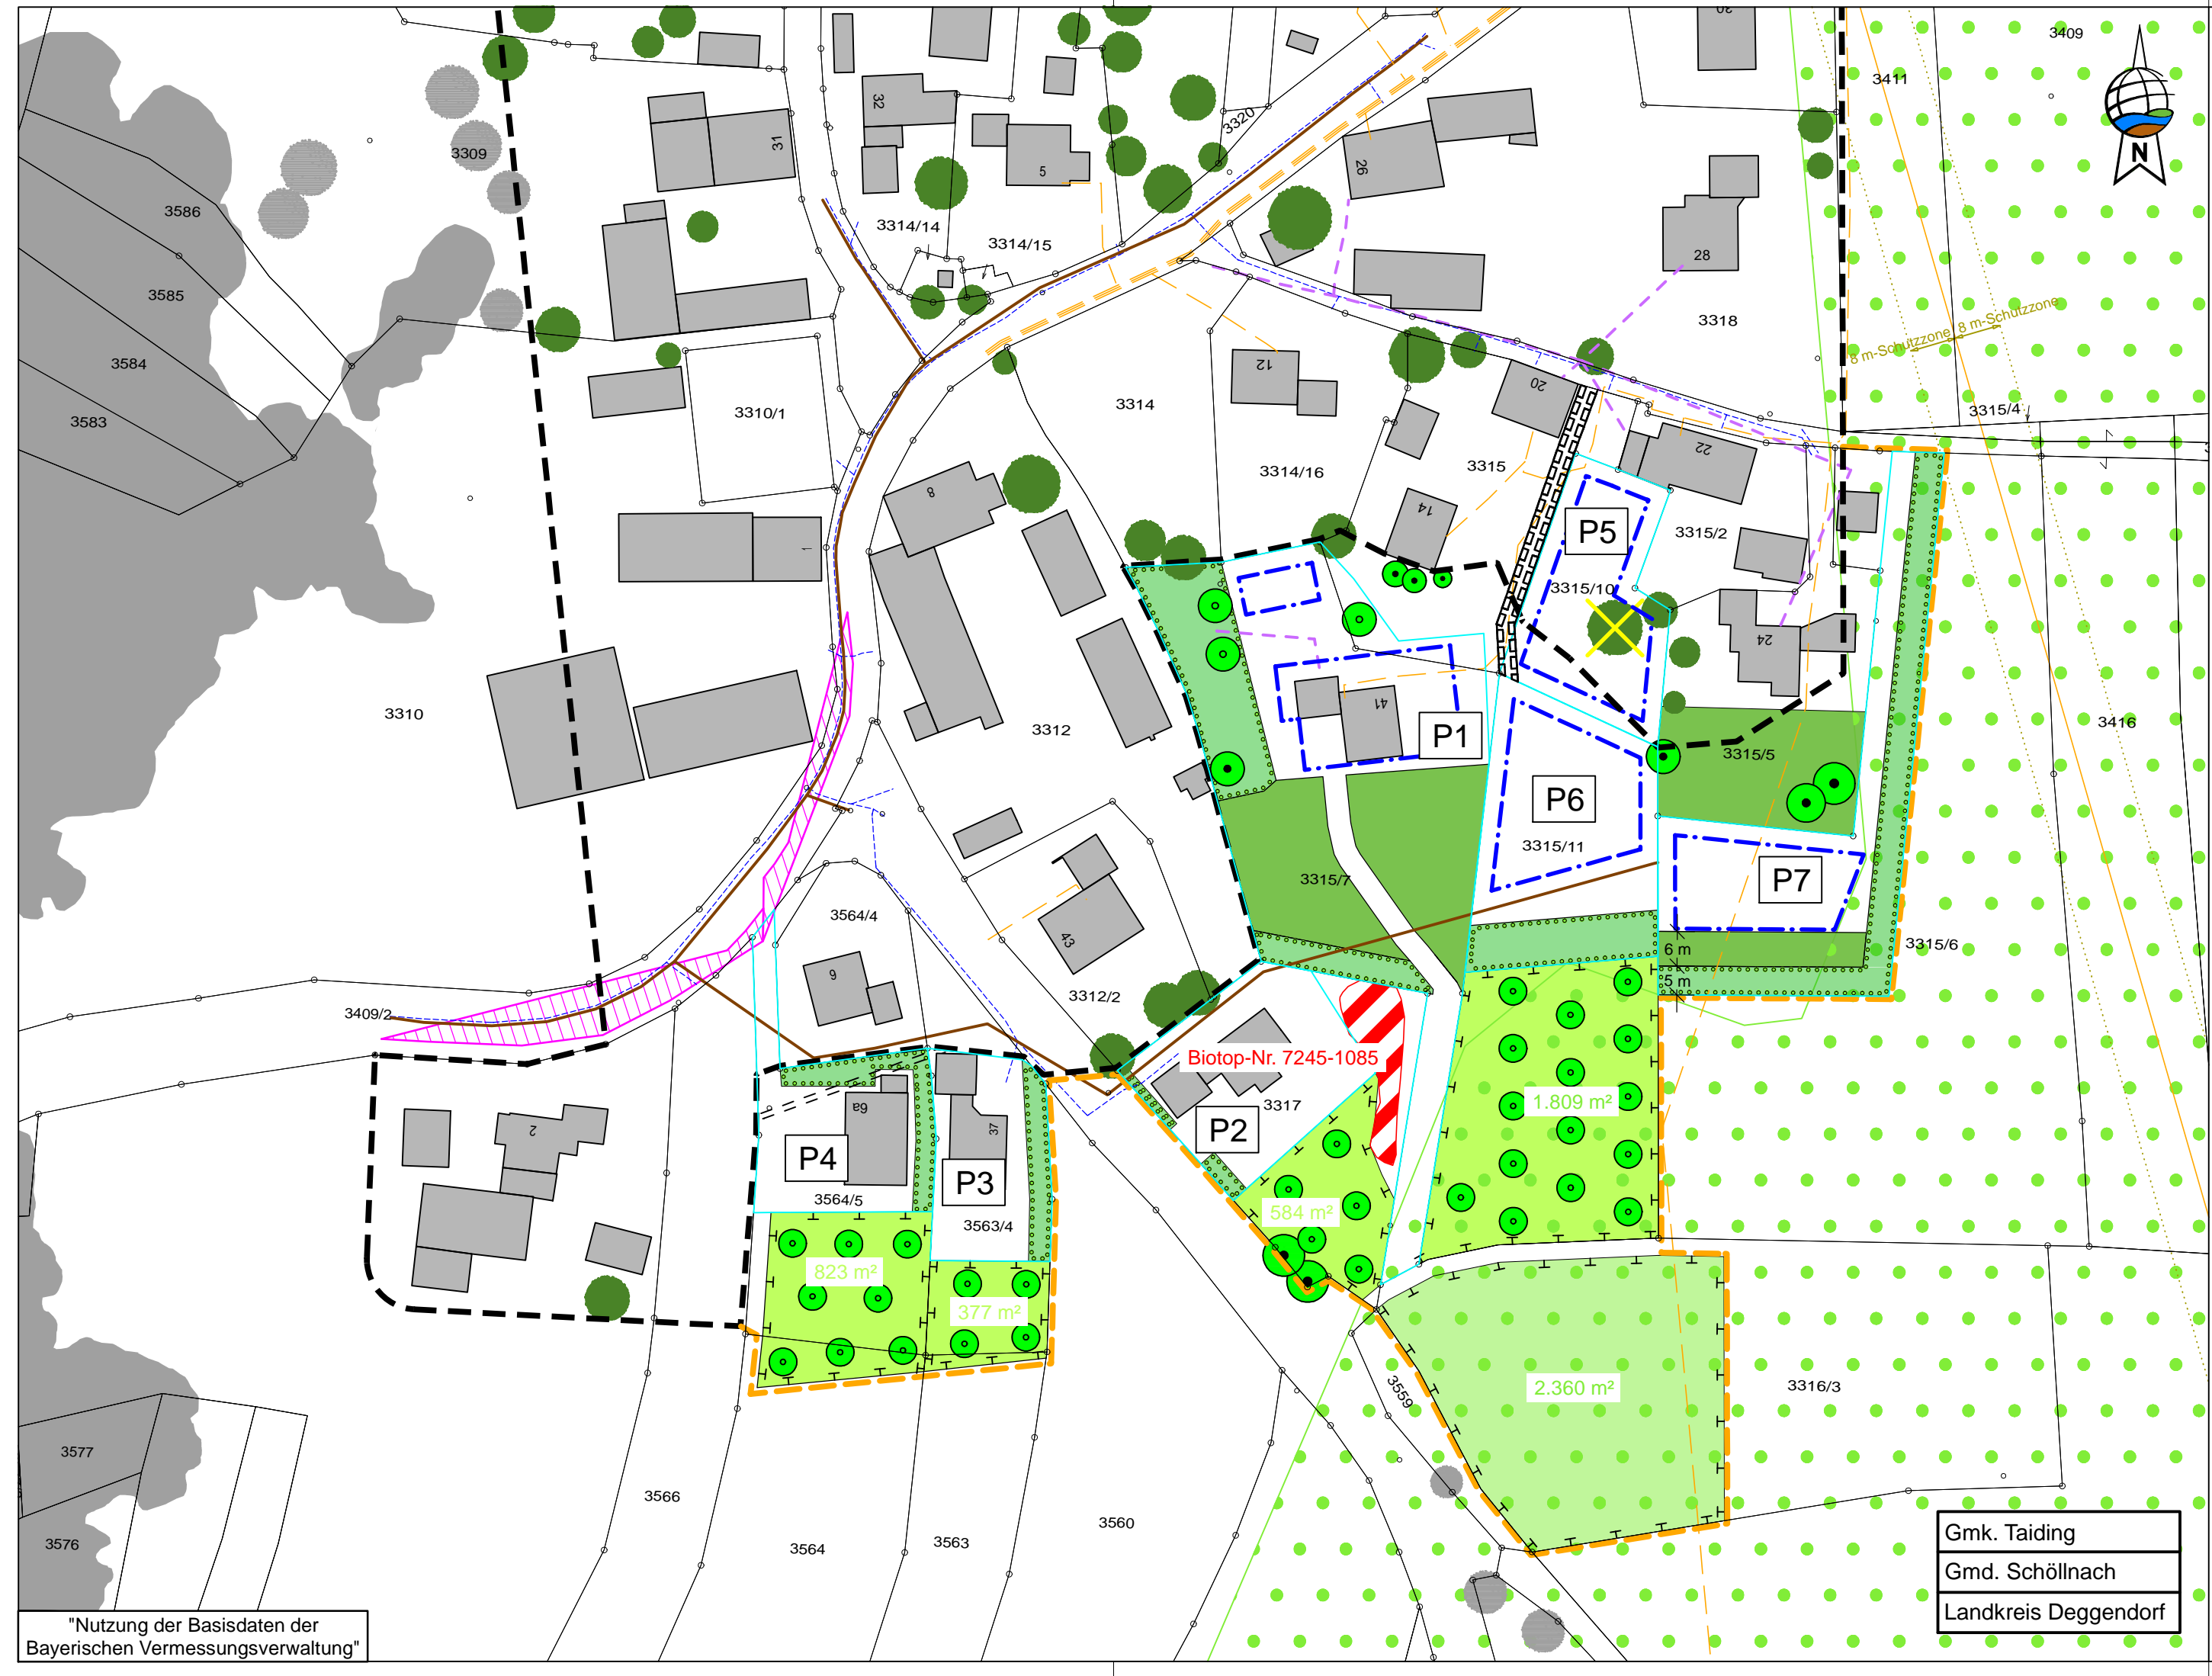 30
3409
3411
32
31
3320
3309
26
5
3586
3314/14
3314/15
28
3585
3318
8 m-Schutzzone
8 m-Schutzzone
3584
12
20
3314
3310/1
3315/4
3583
22
3314/16
3315
8
14
P5
3315/2
1
3315/10
24
41
3310
3312
P1
3416
3315/5
P6
3315/11
3315/7
P7
3564/4
43
3315/6
6 m
6
5 m
3312/2
3409/2
Biotop-Nr. 7245-1085
1.809 m²
6a
3317
2
37
P2
P4
P3
3564/5
584 m²
3563/4
823 m²
377 m²
3316/3
2.360 m²
3559
3577
3566
3560
3576
3564
3563
N
Gmk. Taiding
Gmd. Schöllnach
Landkreis Deggendorf
"Nutzung der Basisdaten der
Bayerischen Vermessungsverwaltung"